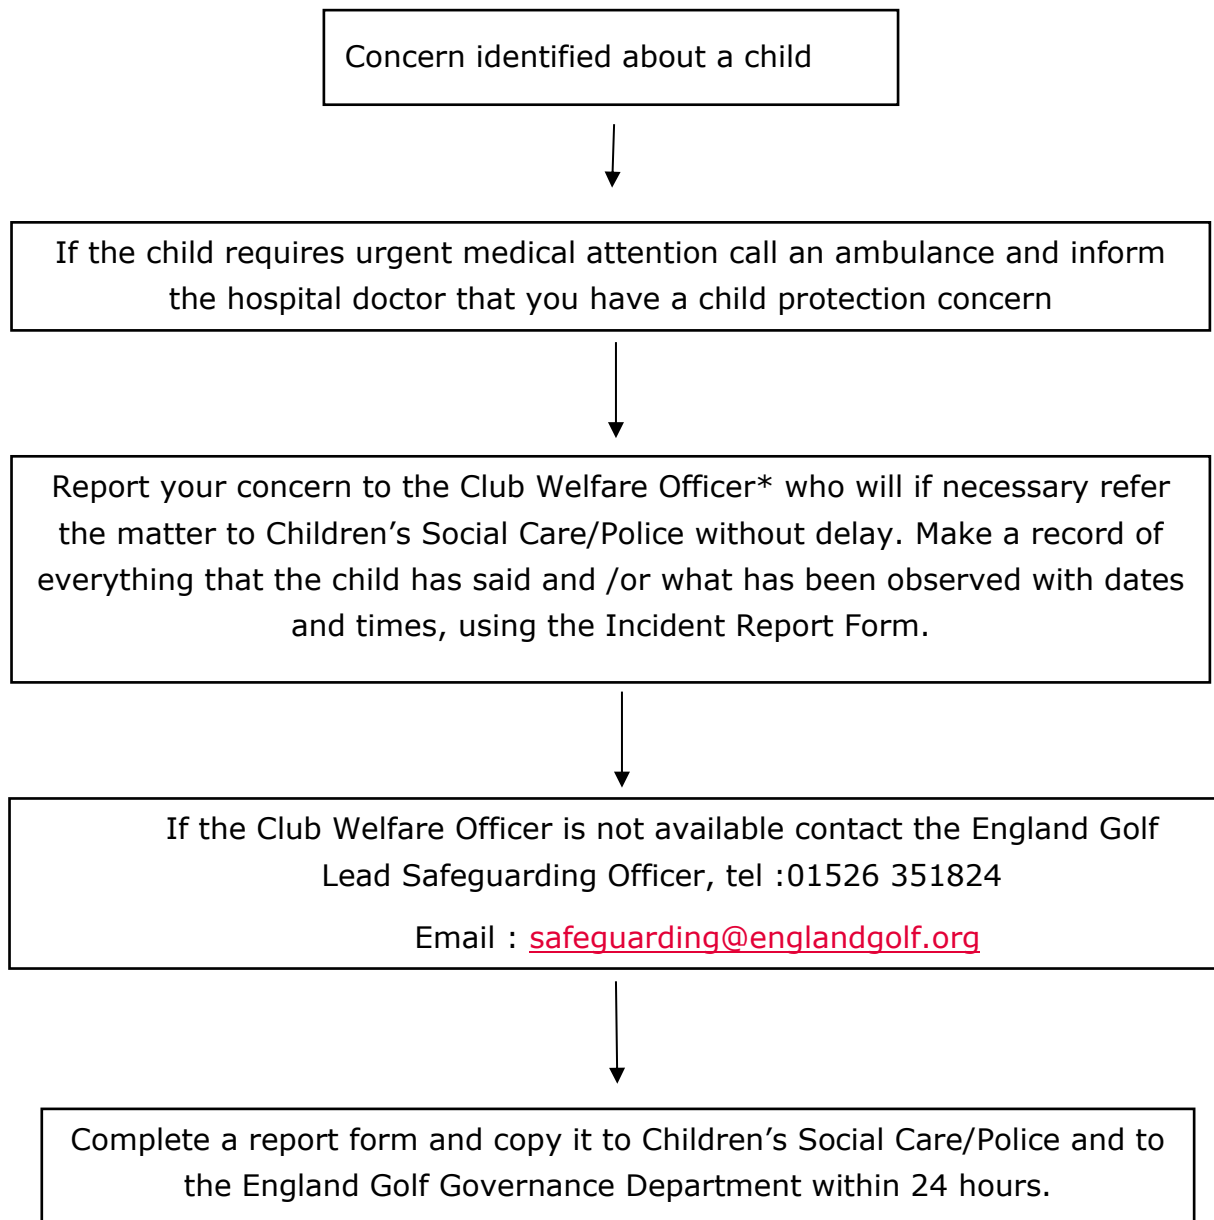 Concern identified about a child
If the child requires urgent medical attention call an ambulance and inform
the hospital doctor that you have a child protection concern
Report your concern to the Club Welfare Officer* who will if necessary refer
the matter to Children’s Social Care/Police without delay. Make a record of
everything that the child has said and /or what has been observed with dates
and times, using the Incident Report Form.
If the Club Welfare Officer is not available contact the England Golf
Lead Safeguarding Officer, tel :01526 351824
Email : safeguarding@englandgolf.org
Complete a report form and copy it to Children’s Social Care/Police and to
the England Golf Governance Department within 24 hours.